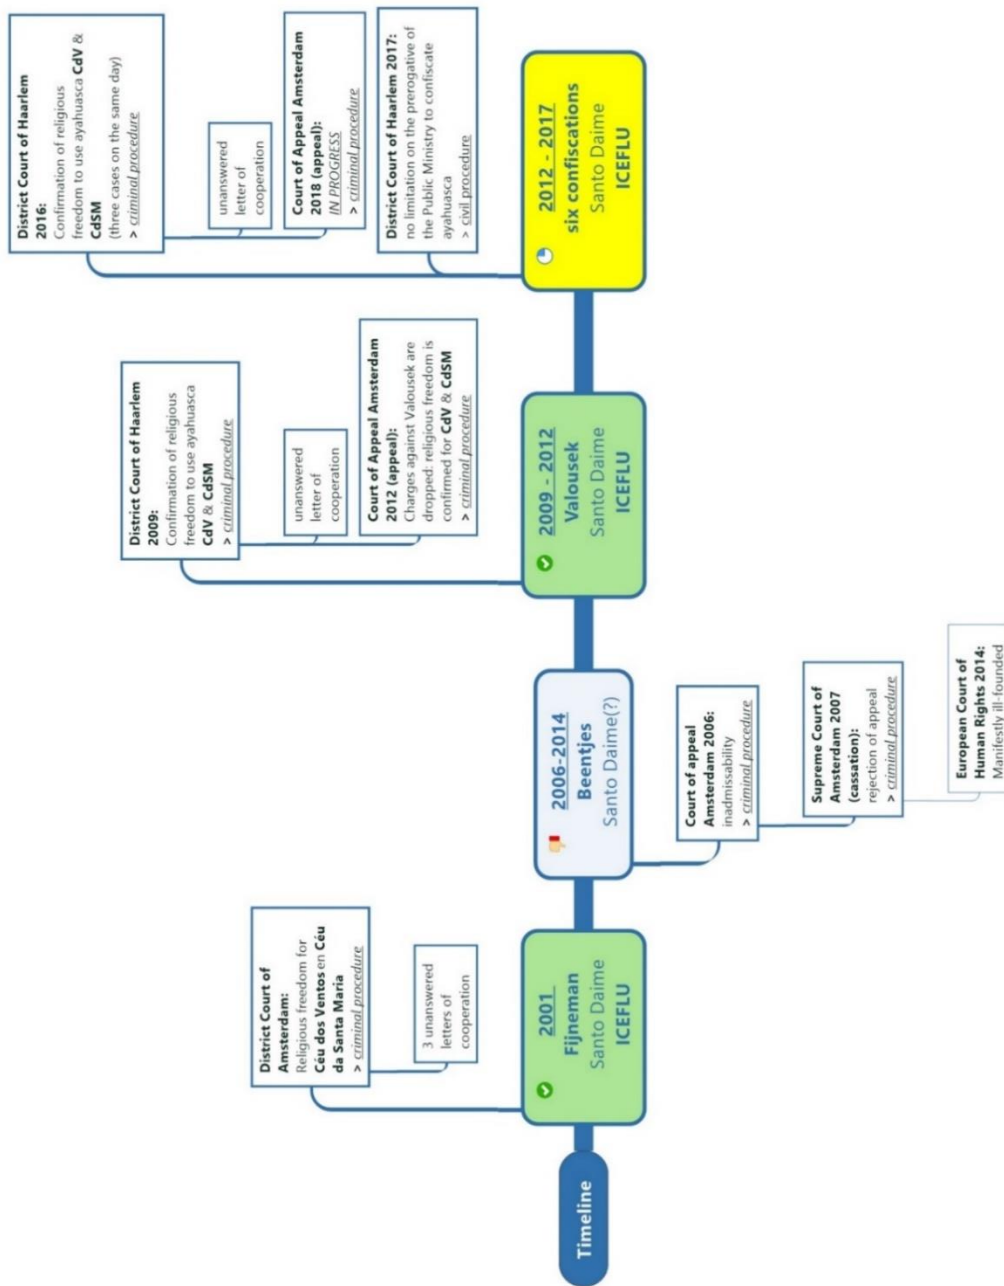 Timeline
2001
Fijneman
Santo Daime
ICEFLU
District Court of
Amsterdam:
Religious freedom for
Céu dos Ventos en Céu
da Santa Maria
> criminal procedure
3 unanswered
letters of
cooperation
2006-2014
Beentjes
Santo Daime(?)
Court of appeal
Amsterdam 2006:
inadmissability
> criminal procedure
Supreme Court of
Amsterdam 2007
(cassation):
rejection of appeal
> criminal procedure
European Court of
Human Rights 2014:
Manifestly ill-founded
2009 - 2012
Valousek
Santo Daime
ICEFLU
District Court of Haarlem
2009:
Confirmation of religious
freedom to use ayahuasca
CdV & CdSM
> criminal procedure
unanswered
letter of
cooperation
Court of Appeal Amsterdam
2012 (appeal):
Charges against Valousek are
dropped: religious freedom is
confirmed for CdV & CdSM
> criminal procedure
2012 - 2017
six confiscations
Santo Daime
ICEFLU
District Court of Haarlem
2016:
Confirmation of religious
freedom to use ayahuasca CdV &
CdSM
(three cases on the same day)
> criminal procedure
unanswered
letter of
cooperation
Court of Appeal Amsterdam
2018 (appeal):
IN PROGRESS
> criminal procedure
District Court of Haarlem 2017:
no limitation on the prerogative of
the Public Ministry to confiscate
ayahuasca
> civil procedure